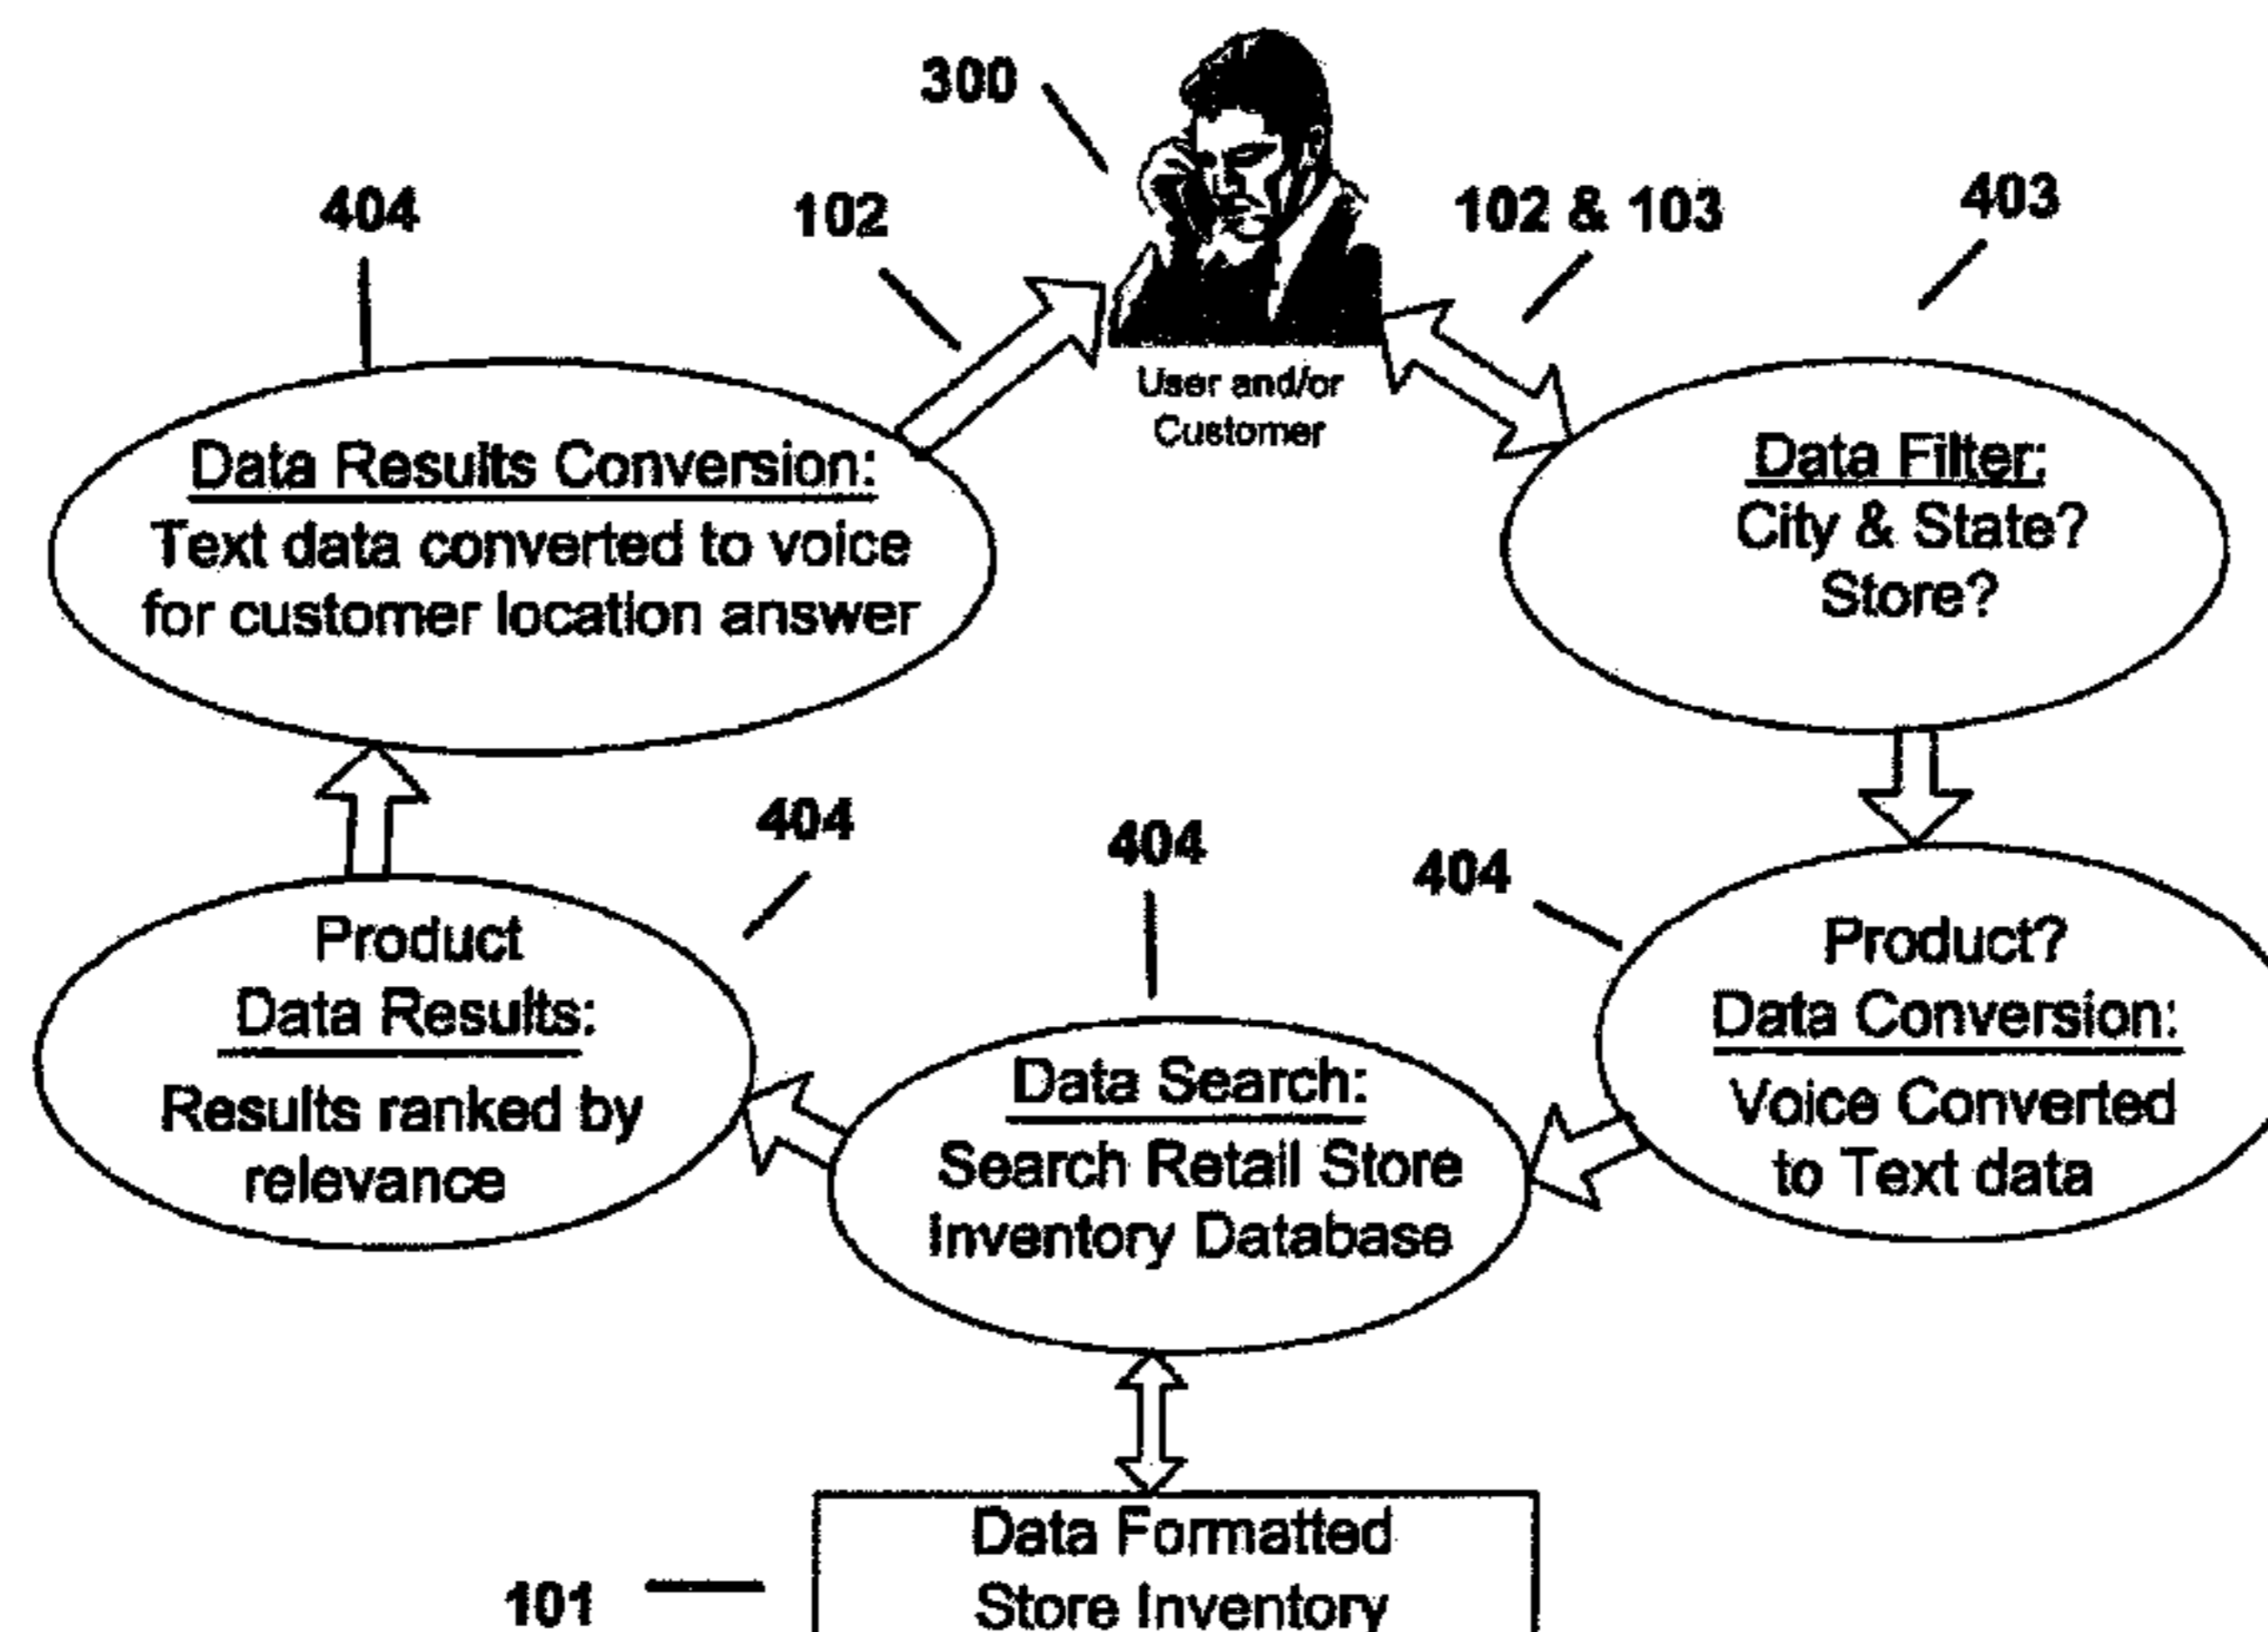 300
404
102
102 & 103
403
User and/or
Customer
Data Results Conversion:
Text data converted to voice
for customer location answer
Data Filter:
City & State?
Store?
404
404
404
Product
Data Results:
Results ranked by
relevance
Data Search:
Search Retail Store
Inventory Database
Product?
Data Conversion:
Voice Converted
to Text data
101
Data Formatted
Store Inventory